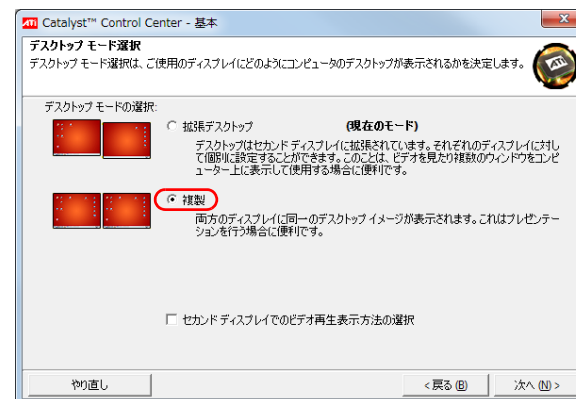 ATI Catalyst™ Control Center - 基本
デスクトップ モード選択
デスクトップ モード選択は、ご使用のディスプレイにどのようにコンピュータのデスクトップが表示されるかを決定します。
ATI
デスクトップ モードの選択:
拡張デスクトップ (現在のモード)
デスクトップはセカンド ディスプレイに拡張されています。それぞれのディスプレイに対し
て個別に設定することができます。このことは、ビデオを見たり複数のウィンドウをコンピ
ューター上に表示して使用する場合に便利です。
複製
両方のディスプレイに同一のデスクトップ イメージが表示されます。これはプレゼンテー
ションを行う場合に便利です。
セカンド ディスプレイでのビデオ再生表示方法の選択
やり直し
<戻る (B)
次へ (N) >